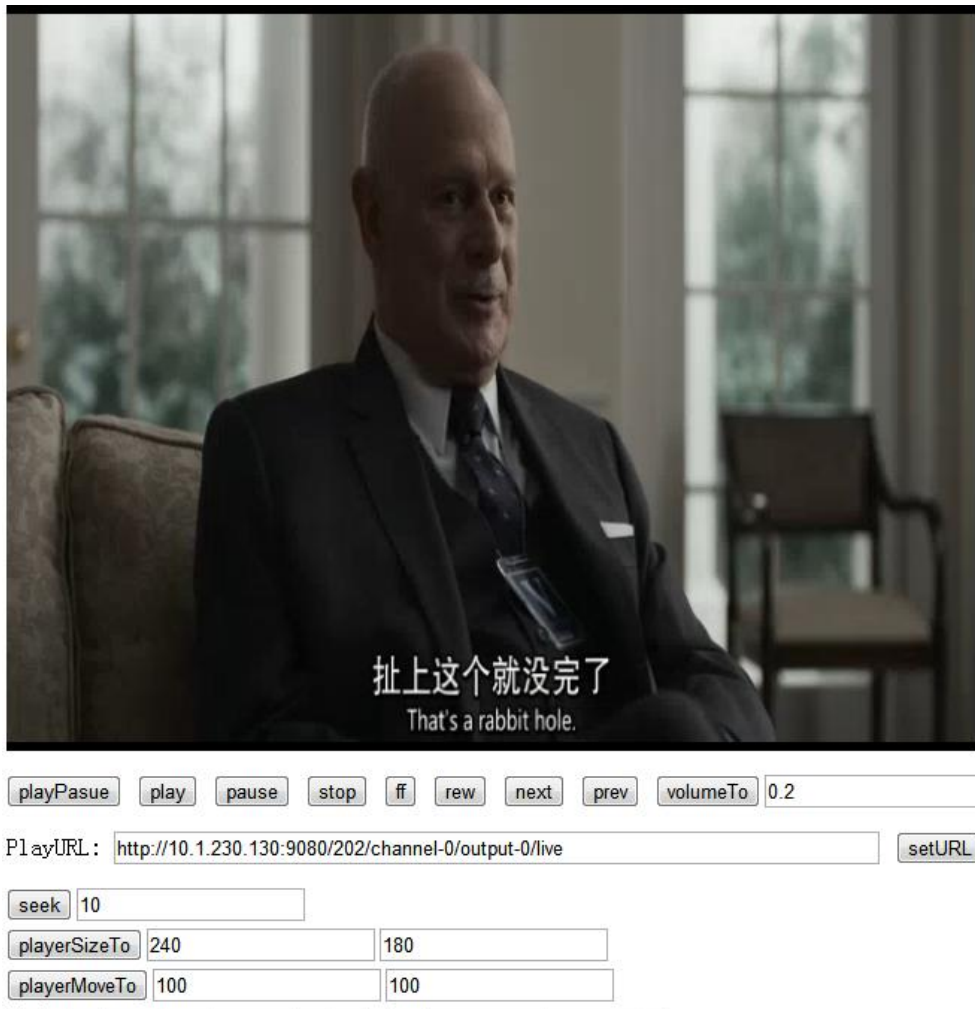 扯上这个就没完了
That's a rabbit hole.
playPasue play pause stop ff rew next prev volumeTo 0.2
PlayURL: http://10.1.230.130:9080/202/channel-0/output-0/live setURL
seek 10
playerSizeTo 240 180
playerMoveTo 100 100